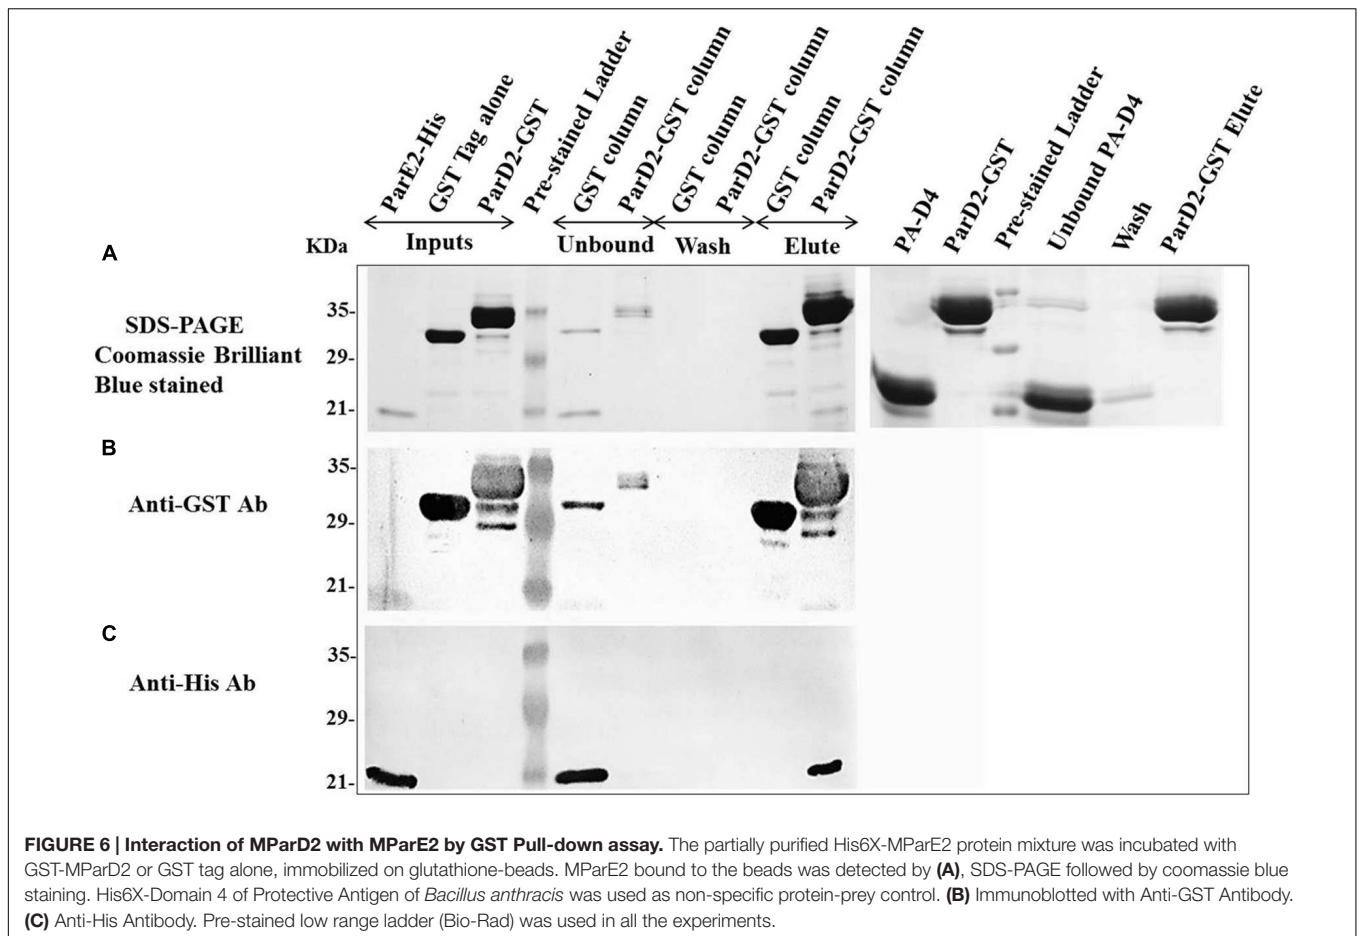 ParE2-His
GST Tag alone
ParD2-GST
Pre-stained Ladder
GST column
ParD2-GST column
GST column
ParD2-GST column
GST column
ParD2-GST column
PA-D4
ParD2-GST
Pre-stained Ladder
Unbound PA-D4
Wash
ParD2-GST Elute
KDa
Inputs
Unbound
Wash
Elute
A
SDS-PAGE
Coomassie Brilliant
Blue stained
35-
29-
21-
B
Anti-GST Ab
35-
29-
21-
C
Anti-His Ab
35-
29-
21-
FIGURE 6 | Interaction of MParD2 with MParE2 by GST Pull-down assay. The partially purified His6X-MParE2 protein mixture was incubated with
GST-MParD2 or GST tag alone, immobilized on glutathione-beads. MParE2 bound to the beads was detected by (A), SDS-PAGE followed by coomassie blue
staining. His6X-Domain 4 of Protective Antigen of Bacillus anthracis was used as non-specific protein-prey control. (B) Immunoblotted with Anti-GST Antibody.
(C) Anti-His Antibody. Pre-stained low range ladder (Bio-Rad) was used in all the experiments.